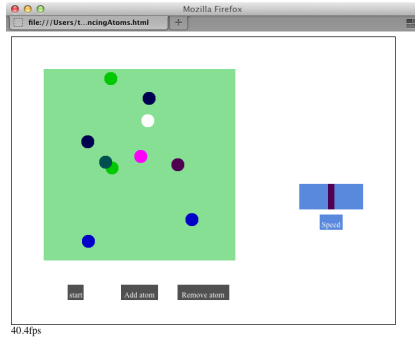 Mozilla Firefox
file:///Users/t...ncingAtoms.html
+
Speed
start
Add atom
Remove atom
40.4fps